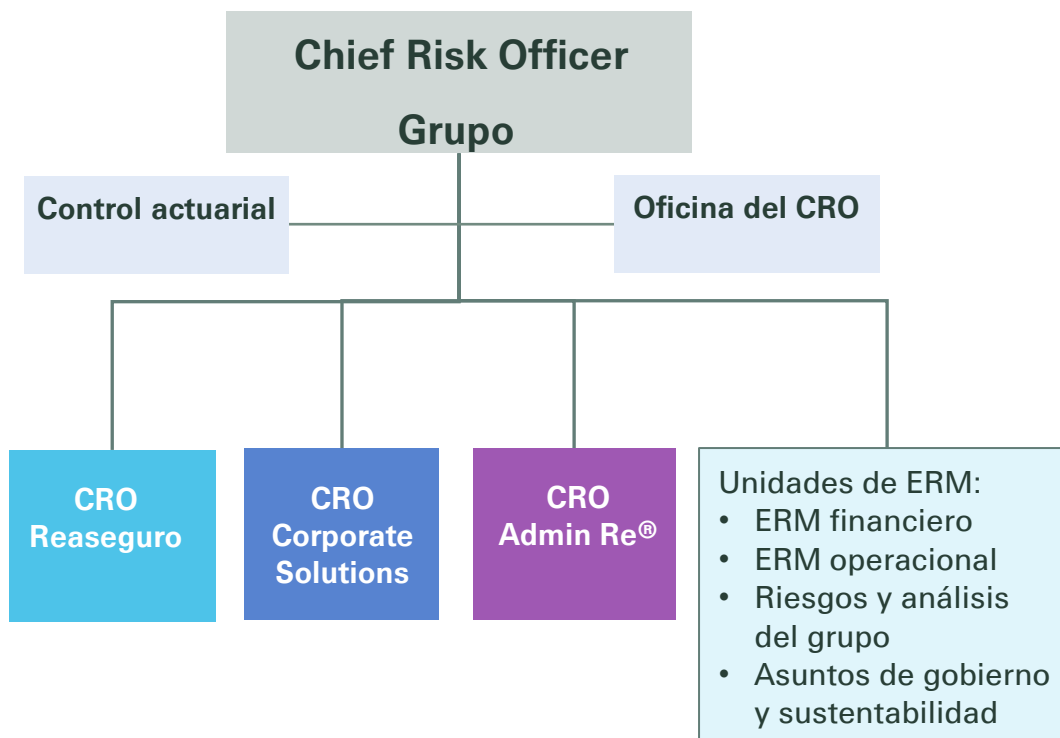 Chief Risk Officer
Grupo
Control actuarial
Oficina del CRO
CRO
Reaseguro
CRO
Corporate
Solutions
CRO
Admin Re®
Unidades de ERM:
• ERM financiero
• ERM operacional
• Riesgos y análisis
del grupo
• Asuntos de gobierno
y sustentabilidad